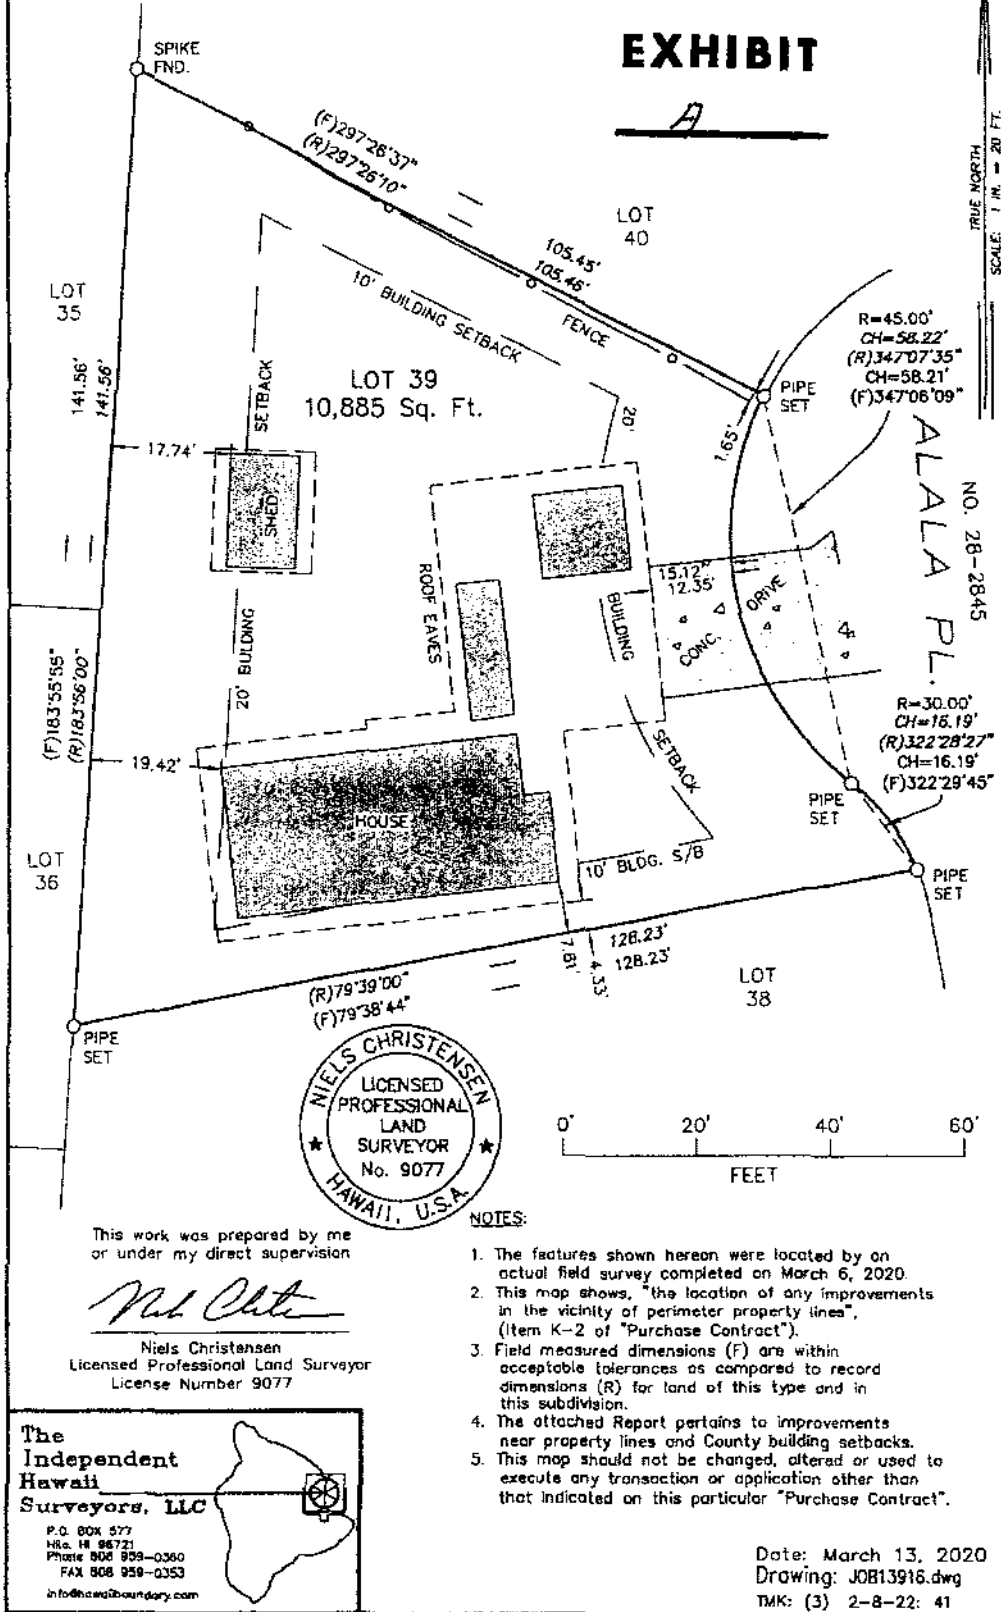 EXHIBIT
A
SPIKE
FND.
(F)297°26'37"
(R)297°26'10"
LOT
40
TRUE NORTH
SCALE: 1 IN. = 20 FT.
105.45'
105.46'
10' BUILDING SETBACK
FENCE
LOT
35
141.56'
141.56'
SETBACK
LOT 39
10,885 Sq. Ft.
R=45.00'
CH=58.22'
(R)347°07'35"
CH=58.21'
(F)347°06'09"
PIPE
SET
20'
1.65'
17.74'
SHED
ALALA PL.
NO. 28-2845
ROOF EAVES
15.12'
12.35'
BUILDING
CONC. DRIVE
20' BULDING
(F)183°55'55"
(R)183°56'00"
SETBACK
R=30.00'
CH=16.19'
(R)322°28'27"
CH=16.19'
(F)322°29'45"
19.42'
HOUSE
PIPE
SET
LOT
36
10' BLDG. S/B
PIPE
SET
128.23'
128.23'
7.81'
4.33'
LOT
38
(R)79°39'00"
(F)79°38'44"
PIPE
SET
NIELS CHRISTENSEN
LICENSED
PROFESSIONAL
LAND
SURVEYOR
No. 9077
HAWAII, U.S.A.
0' 20' 40' 60'
FEET
This work was prepared by me
or under my direct supervision
Niels Christensen
Licensed Professional Land Surveyor
License Number 9077
NOTES:
1. The features shown hereon were located by an
actual field survey completed on March 6, 2020.
2. This map shows, "the location of any improvements
in the vicinity of perimeter property lines",
(Item K-2 of "Purchase Contract").
3. Field measured dimensions (F) are within
acceptable tolerances as compared to record
dimensions (R) for land of this type and in
this subdivision.
4. The attached Report pertains to improvements
near property lines and County building setbacks.
5. This map should not be changed, altered or used to
execute any transaction or application other than
that indicated on this particular "Purchase Contract".
The
Independent
Hawaii
Surveyors, LLC
P.O. BOX 577
Hilo, HI 96721
Phone 808 959-0360
FAX 808 959-0353
info@hawaiiboundary.com
Date: March 13, 2020
Drawing: JOB13916.dwg
TMK: (3) 2-8-22: 41